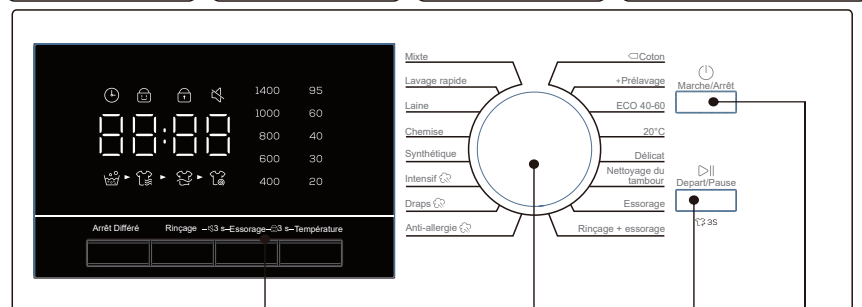 1400 95
1000 60
88:88
800 40
600 30
400 20
Arrêt Différé Rinçage 3 s Essorage 3 s Température
Mixte
Lavage rapide
Laine
Chemise
Synthétique
Intensif
Draps
Anti-allergie
Coton
+Prélavage
ECO 40-60
20°C
Délicat
Nettoyage du
tambour
Essorage
Rinçage + essorage
Marche/Arrêt
Depart/Pause
3S